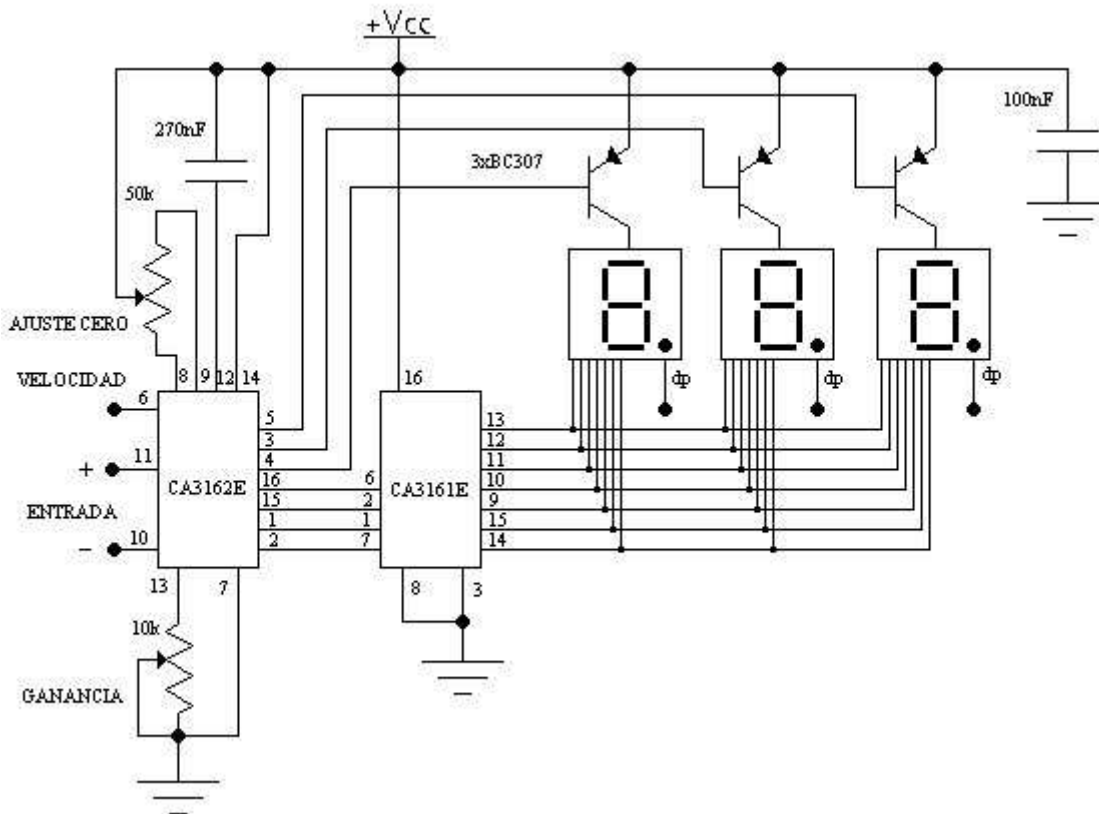 +Vcc
100nF
270nF
3xBC307
50k
AJUSTE CERO
VELOCIDAD
8 9 12 14
16
dp
dp
dp
6
5
13
3
12
11
4
11
+
CA3162E
16
6
CA3161E
10
15
2
9
ENTRADA
1
1
15
10
2
7
14
-
13
7
8
3
10k
GANANCIA